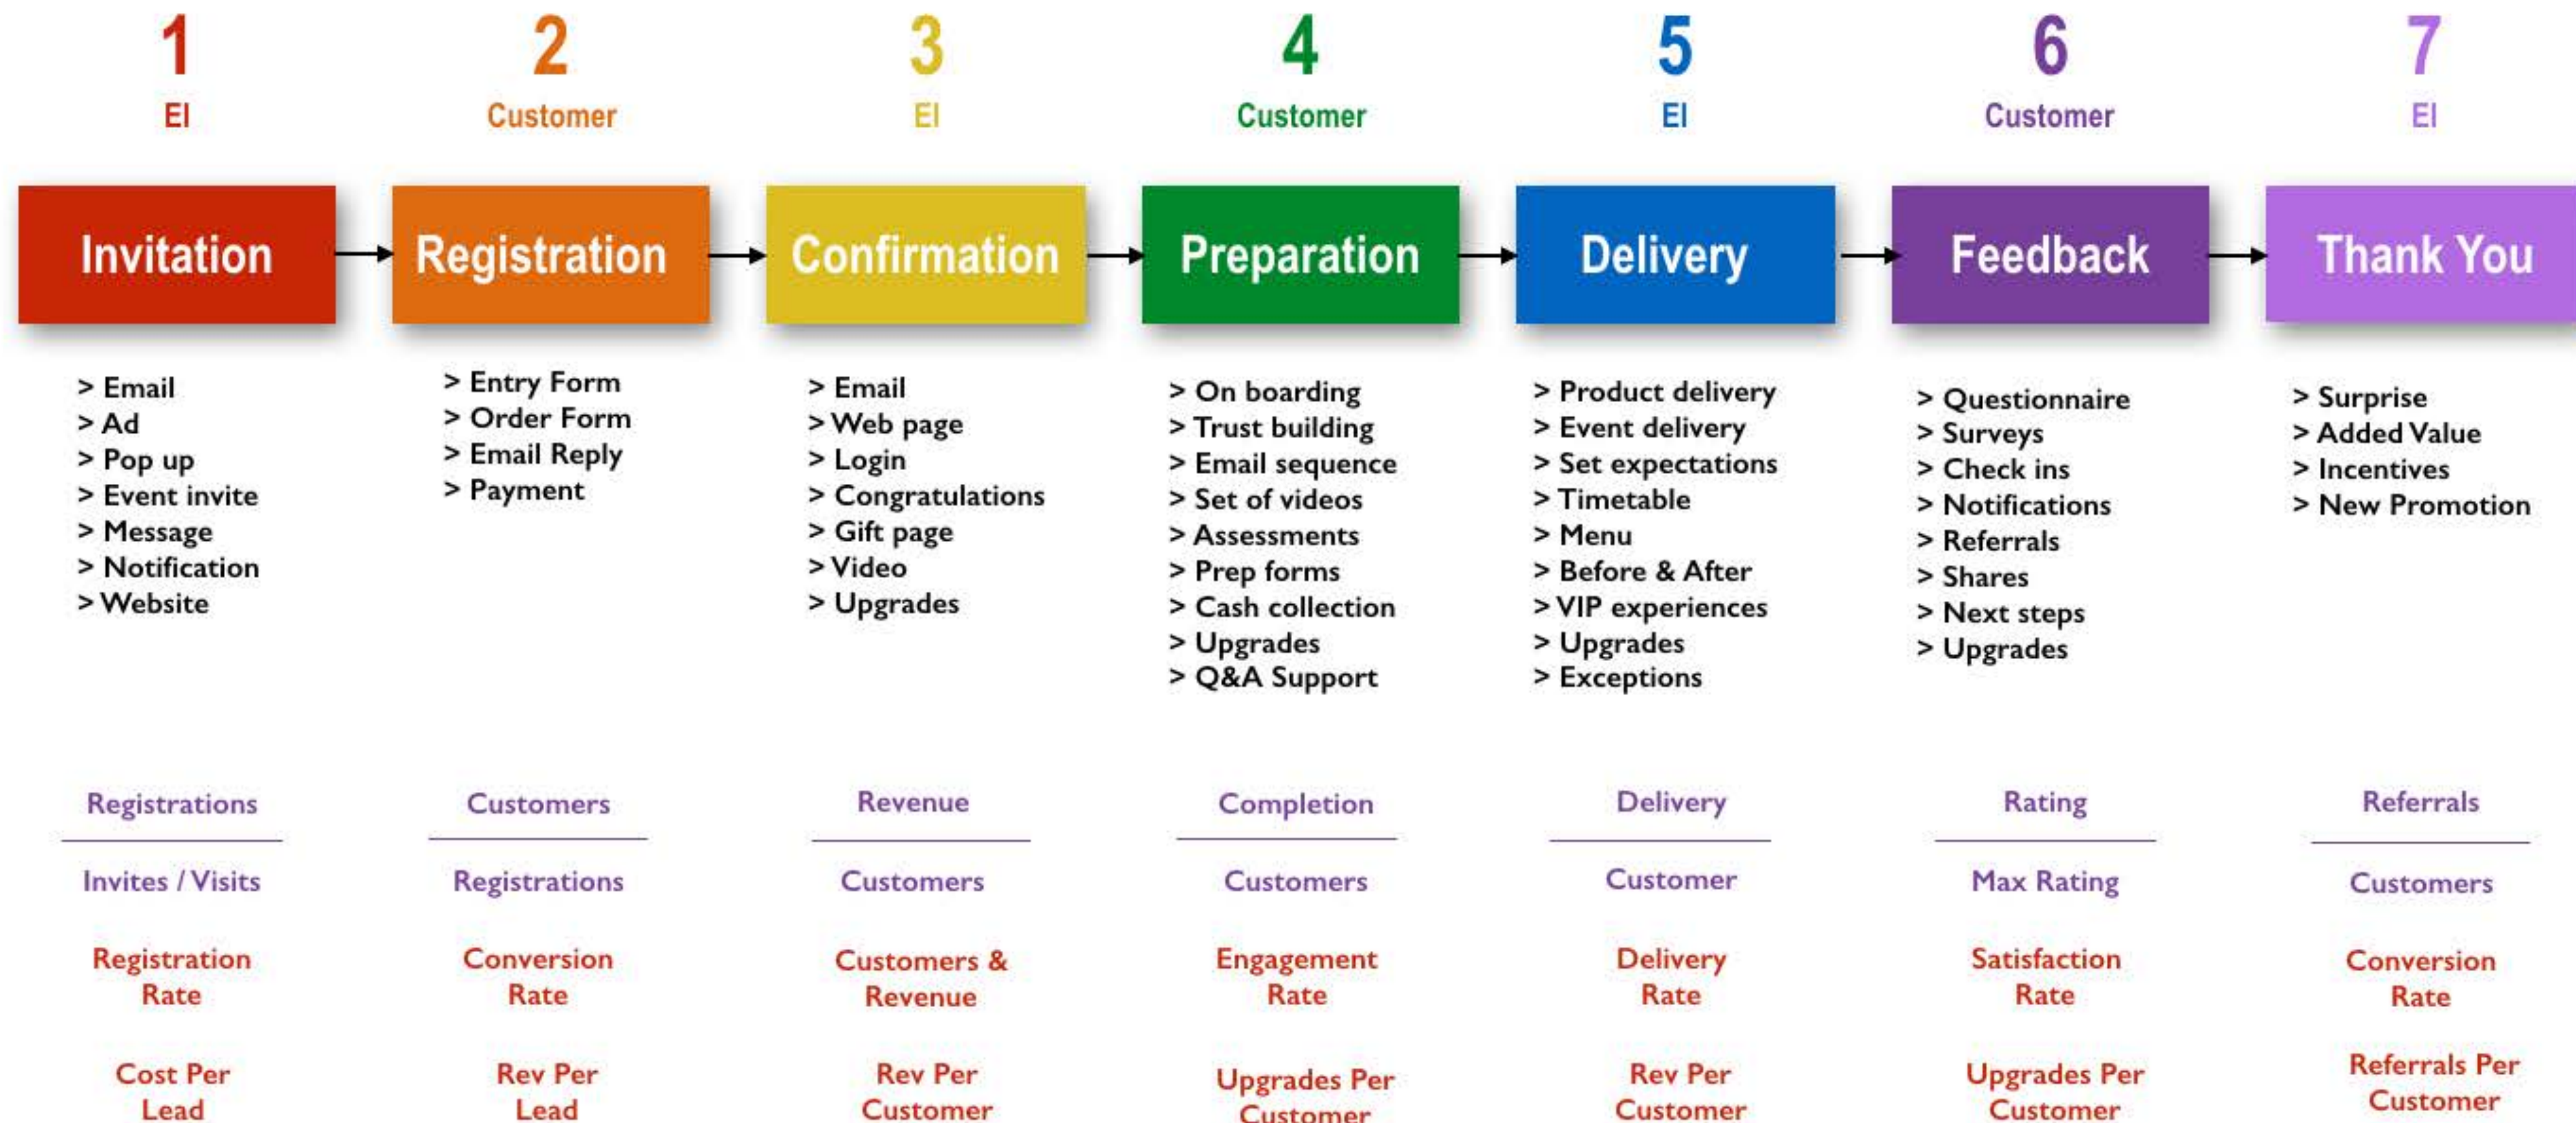 1
EI
2
Customer
3
EI
4
Customer
5
EI
6
Customer
7
EI
Invitation
Registration
Confirmation
Preparation
Delivery
Feedback
Thank You
> Email
> Ad
> Pop up
> Event invite
> Message
> Notification
> Website
> Entry Form
> Order Form
> Email Reply
> Payment
> Email
> Web page
> Login
> Congratulations
> Gift page
> Video
> Upgrades
> On boarding
> Trust building
> Email sequence
> Set of videos
> Assessments
> Prep forms
> Cash collection
> Upgrades
> Q&A Support
> Product delivery
> Event delivery
> Set expectations
> Timetable
> Menu
> Before & After
> VIP experiences
> Upgrades
> Exceptions
> Questionnaire
> Surveys
> Check ins
> Notifications
> Referrals
> Shares
> Next steps
> Upgrades
> Surprise
> Added Value
> Incentives
> New Promotion
Registrations
Invites / Visits
Registration
Rate
Cost Per
Lead
Customers
Registrations
Conversion
Rate
Rev Per
Lead
Revenue
Customers
Customers &
Revenue
Rev Per
Customer
Completion
Customers
Engagement
Rate
Upgrades Per
Customer
Delivery
Customer
Delivery
Rate
Rev Per
Customer
Rating
Max Rating
Satisfaction
Rate
Upgrades Per
Customer
Referrals
Customers
Conversion
Rate
Referrals Per
Customer